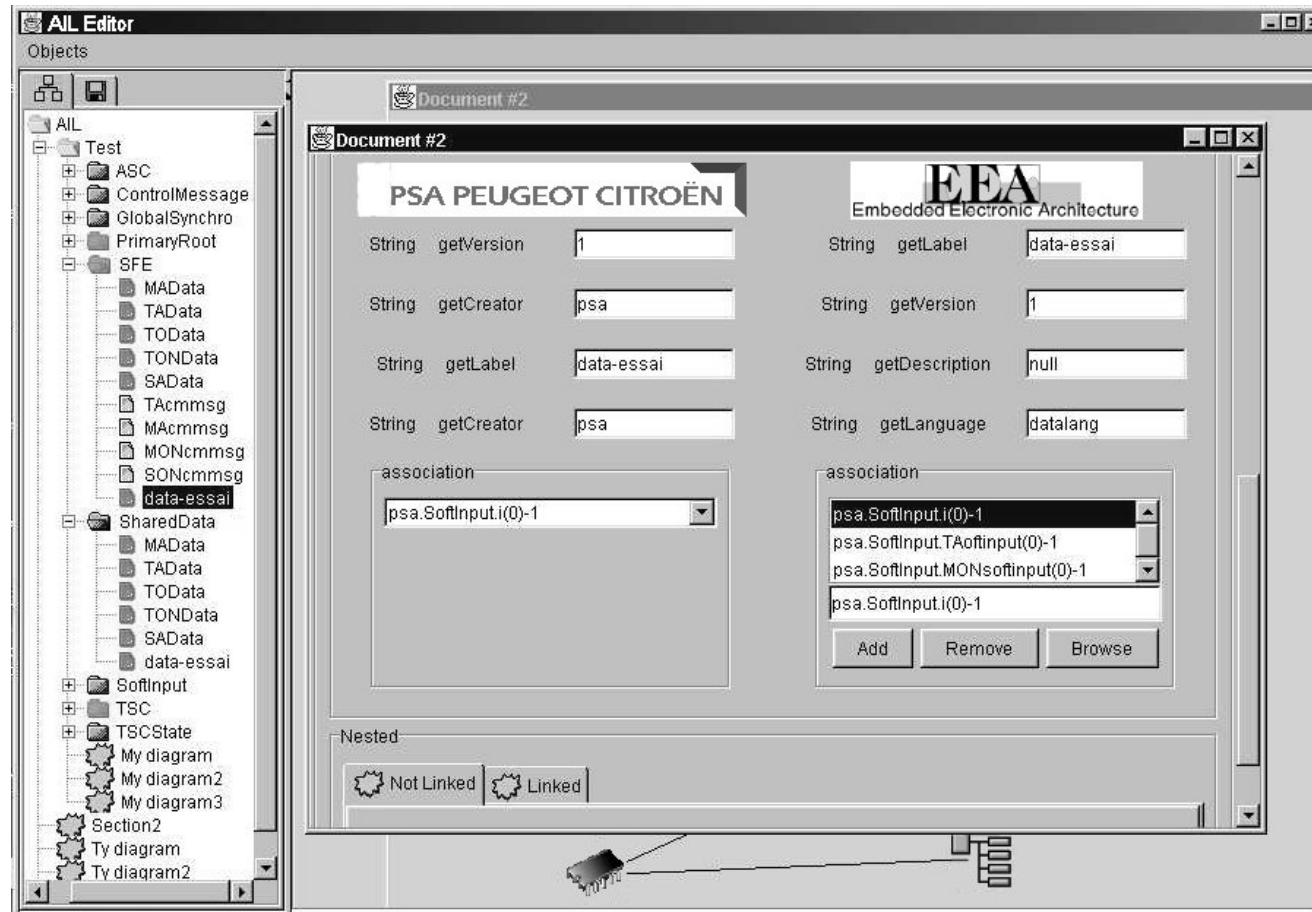 AIL Editor
Objects
AIL
Test
ASC
ControlMessage
GlobalSynchro
PrimaryRoot
SFE
MAData
TAData
TOData
TONData
SAData
TAcmmsg
MAcmmsg
MONcmmsg
SONcmmsg
data-essai
SharedData
MAData
TAData
TOData
TONData
SAData
data-essai
SoftInput
TSC
TSCState
My diagram
My diagram2
My diagram3
Section2
Ty diagram
Ty diagram2
Document #2
Document #2
PSA PEUGEOT CITROËN
EEA
Embedded Electronic Architecture
String getVersion 1
String getLabel data-essai
String getCreator psa
String getVersion 1
String getLabel data-essai
String getDescription null
String getCreator psa
String getLanguage datalang
association
psa.SoftInput.i(0)-1
association
psa.SoftInput.i(0)-1
psa.SoftInput.TAoftinput(0)-1
psa.SoftInput.MONsoftinput(0)-1
psa.SoftInput.i(0)-1
Add Remove Browse
Nested
Not Linked Linked